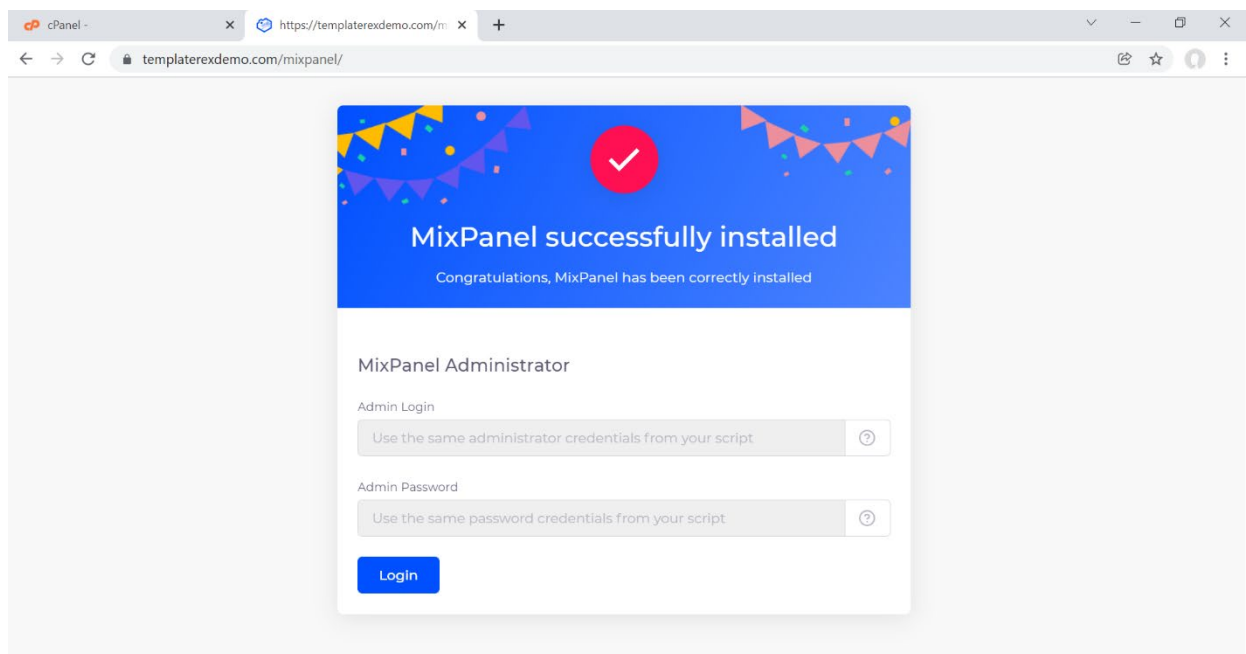 cPanel -
https://templaterexdemo.com/m
templaterexdemo.com/mixpanel/
MixPanel successfully installed
Congratulations, MixPanel has been correctly installed
MixPanel Administrator
Admin Login
Use the same administrator credentials from your script
Admin Password
Use the same password credentials from your script
Login